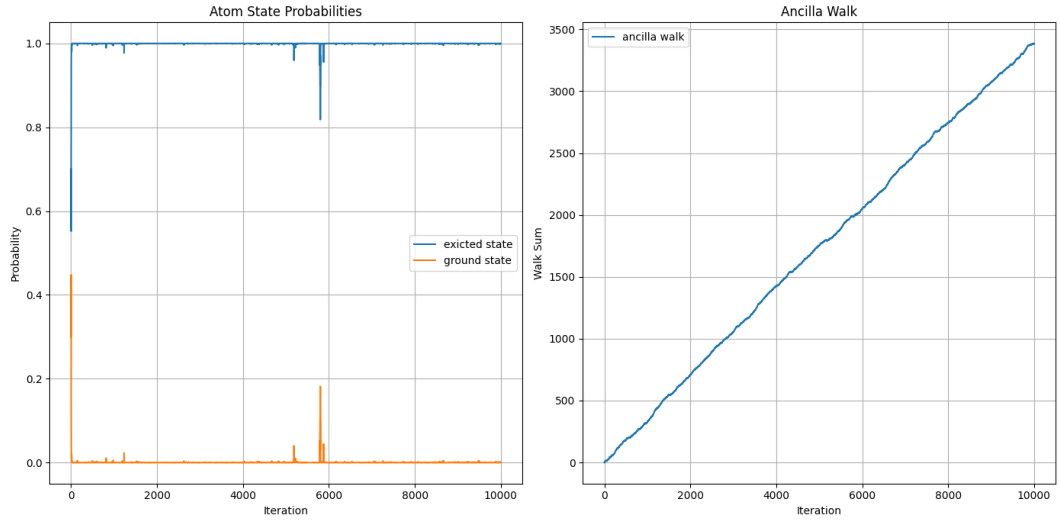 Atom State Probabilities
1.0
0.8
0.6
0.4
0.2
0.0
Probability
exicted state
ground state
0
2000
4000
6000
8000
10000
Iteration
Ancilla Walk
ancilla walk
3500
3000
2500
2000
1500
1000
500
0
Walk Sum
0
2000
4000
6000
8000
10000
Iteration